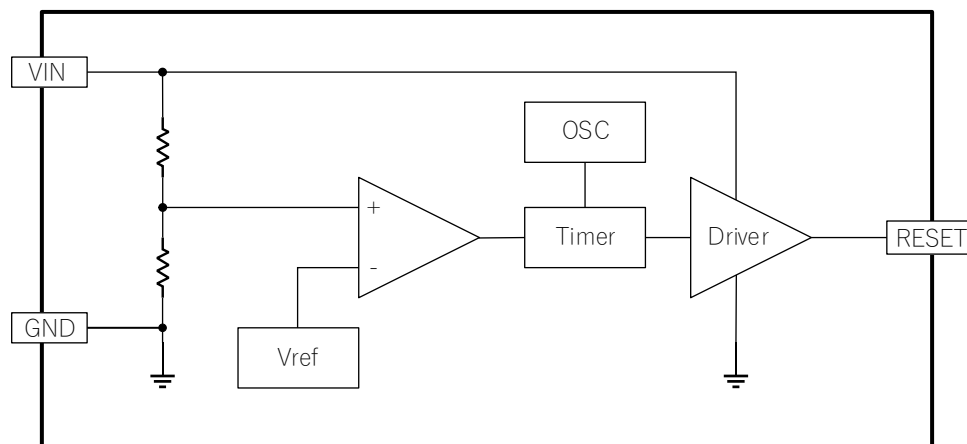 VIN
OSC
+
Timer
Driver
RESET
-
GND
Vref